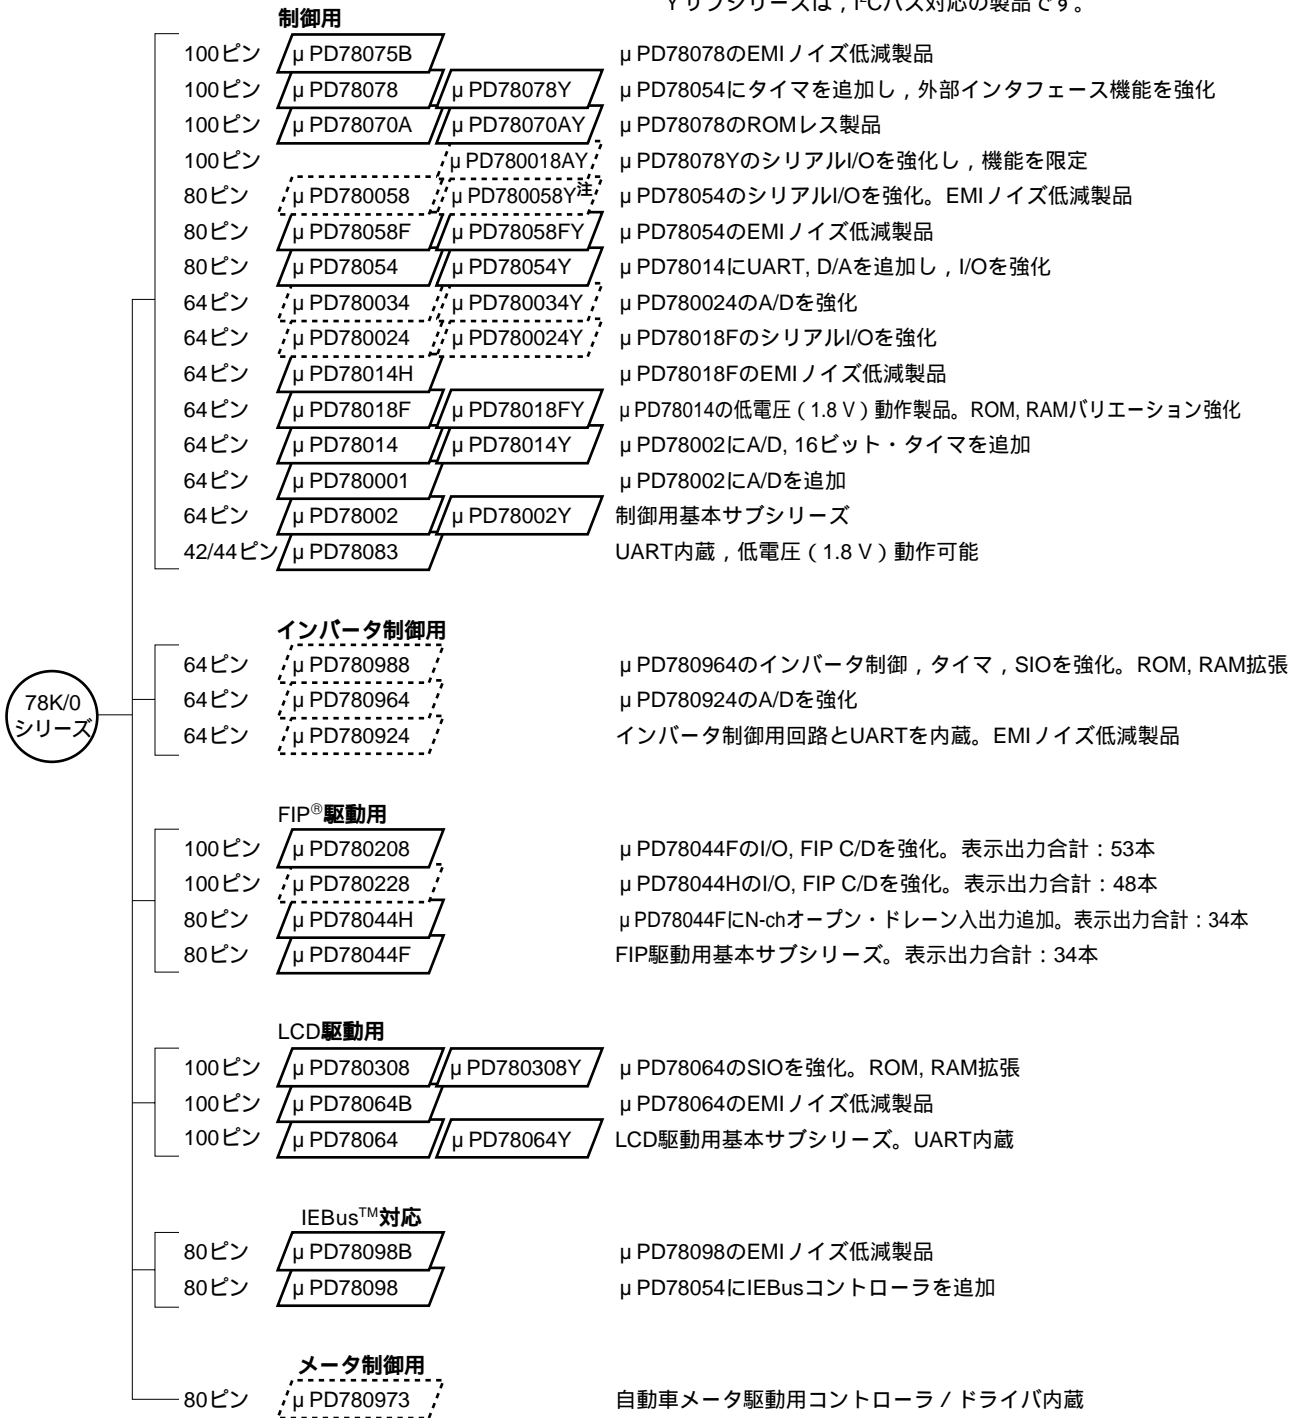 Yサブシリーズは，I²Cバス対応の製品です。
制御用
100ピン μPD78075B μPD78078のEMIノイズ低減製品
100ピン μPD78078 μPD78078Y μPD78054にタイマを追加し，外部インタフェース機能を強化
100ピン μPD78070A μPD78070AY μPD78078のROMレス製品
100ピン μPD780018AY μPD78078YのシリアルI/Oを強化し，機能を限定
80ピン μPD780058 μPD780058Y注 μPD78054のシリアルI/Oを強化。EMIノイズ低減製品
80ピン μPD78058F μPD78058FY μPD78054のEMIノイズ低減製品
80ピン μPD78054 μPD78054Y μPD78014にUART, D/Aを追加し，I/Oを強化
64ピン μPD780034 μPD780034Y μPD780024のA/Dを強化
64ピン μPD780024 μPD780024Y μPD78018FのシリアルI/Oを強化
64ピン μPD78014H μPD78018FのEMIノイズ低減製品
64ピン μPD78018F μPD78018FY μPD78014の低電圧（1.8 V）動作製品。ROM, RAMバリエーション強化
64ピン μPD78014 μPD78014Y μPD78002にA/D, 16ビット・タイマを追加
64ピン μPD780001 μPD78002にA/Dを追加
64ピン μPD78002 μPD78002Y 制御用基本サブシリーズ
42/44ピン μPD78083 UART内蔵，低電圧（1.8 V）動作可能
インバータ制御用
64ピン μPD780988 μPD780964のインバータ制御，タイマ，SIOを強化。ROM, RAM拡張
64ピン μPD780964 μPD780924のA/Dを強化
64ピン μPD780924 インバータ制御用回路とUARTを内蔵。EMIノイズ低減製品
78K/0
シリーズ
FIP®駆動用
100ピン μPD780208 μPD78044FのI/O, FIP C/Dを強化。表示出力合計：53本
100ピン μPD780228 μPD78044HのI/O, FIP C/Dを強化。表示出力合計：48本
80ピン μPD78044H μPD78044FにN-chオープン・ドレーン入出力追加。表示出力合計：34本
80ピン μPD78044F FIP駆動用基本サブシリーズ。表示出力合計：34本
LCD駆動用
100ピン μPD780308 μPD780308Y μPD78064のSIOを強化。ROM, RAM拡張
100ピン μPD78064B μPD78064のEMIノイズ低減製品
100ピン μPD78064 μPD78064Y LCD駆動用基本サブシリーズ。UART内蔵
IEBus™対応
80ピン μPD78098B μPD78098のEMIノイズ低減製品
80ピン μPD78098 μPD78054にIEBusコントローラを追加
メータ制御用
80ピン μPD780973 自動車メータ駆動用コントローラ／ドライバ内蔵